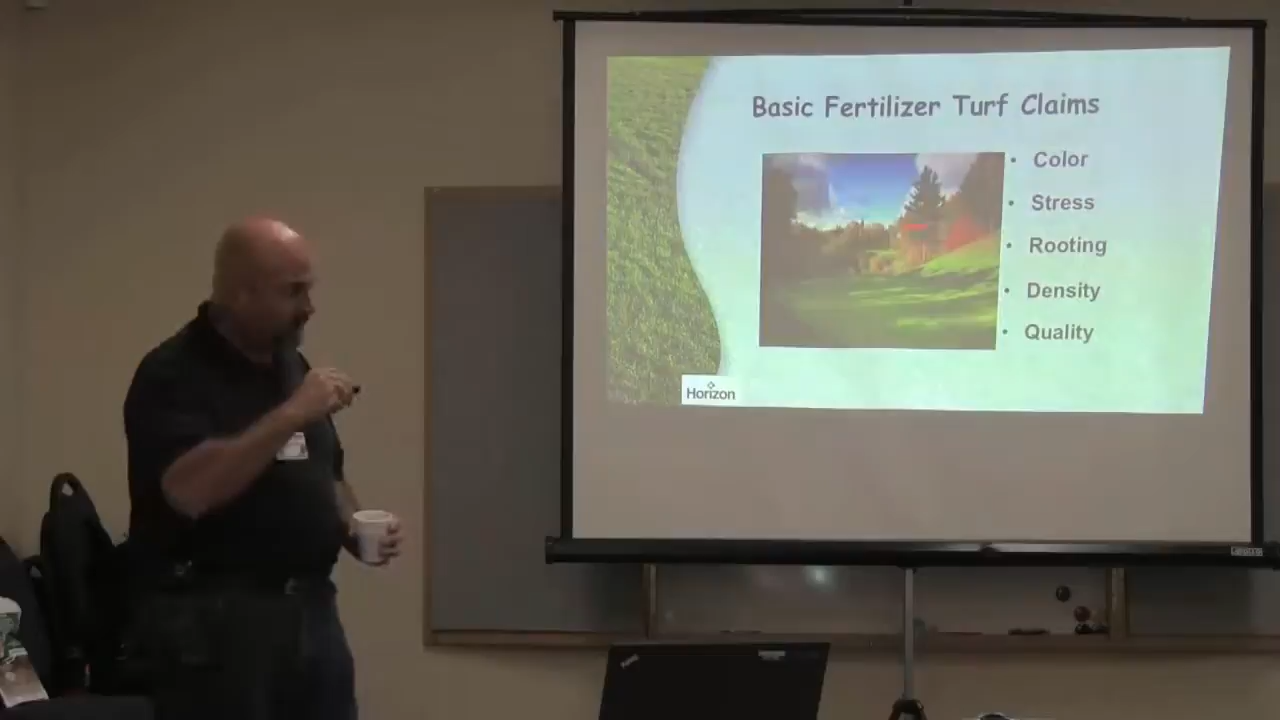 Basic Fertilizer Turf Claims
• Color
• Stress
• Rooting
• Density
• Quality
Horizon